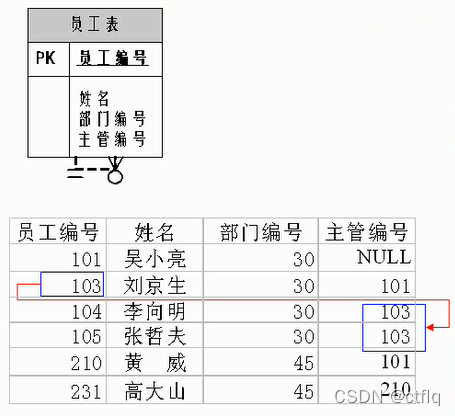 员工表
PK 员工编号
姓名
部门编号
主管编号
员工编号 姓名 部门编号 主管编号
101 吴小亮 30 NULL
103 刘京生 30 101
104 李向明 30 103
105 张哲夫 30 103
210 黄 威 45 101
231 高大山 45 210
CSDN @ctflq